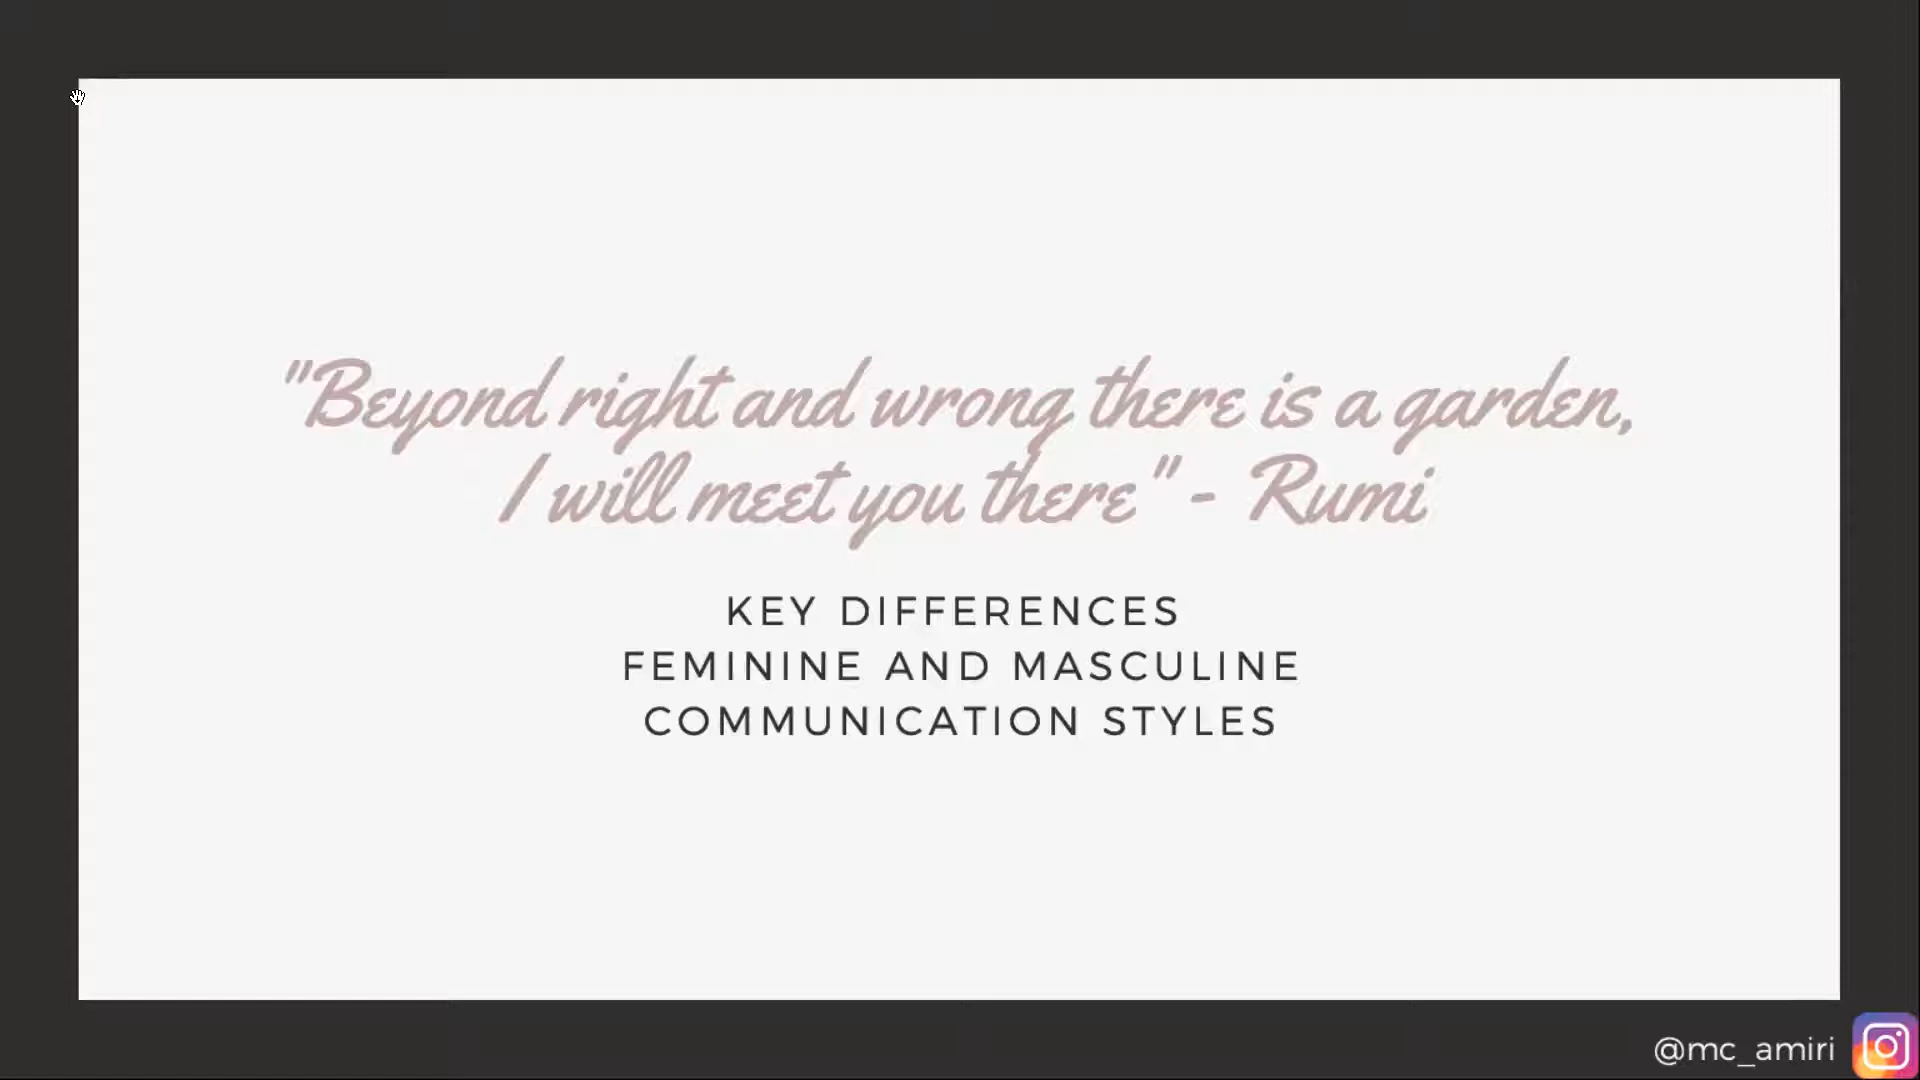 "Beyond right and wrong there is a garden,
I will meet you there" - Rumi
KEY DIFFERENCES
FEMININE AND MASCULINE
COMMUNICATION STYLES
@mc_amiri